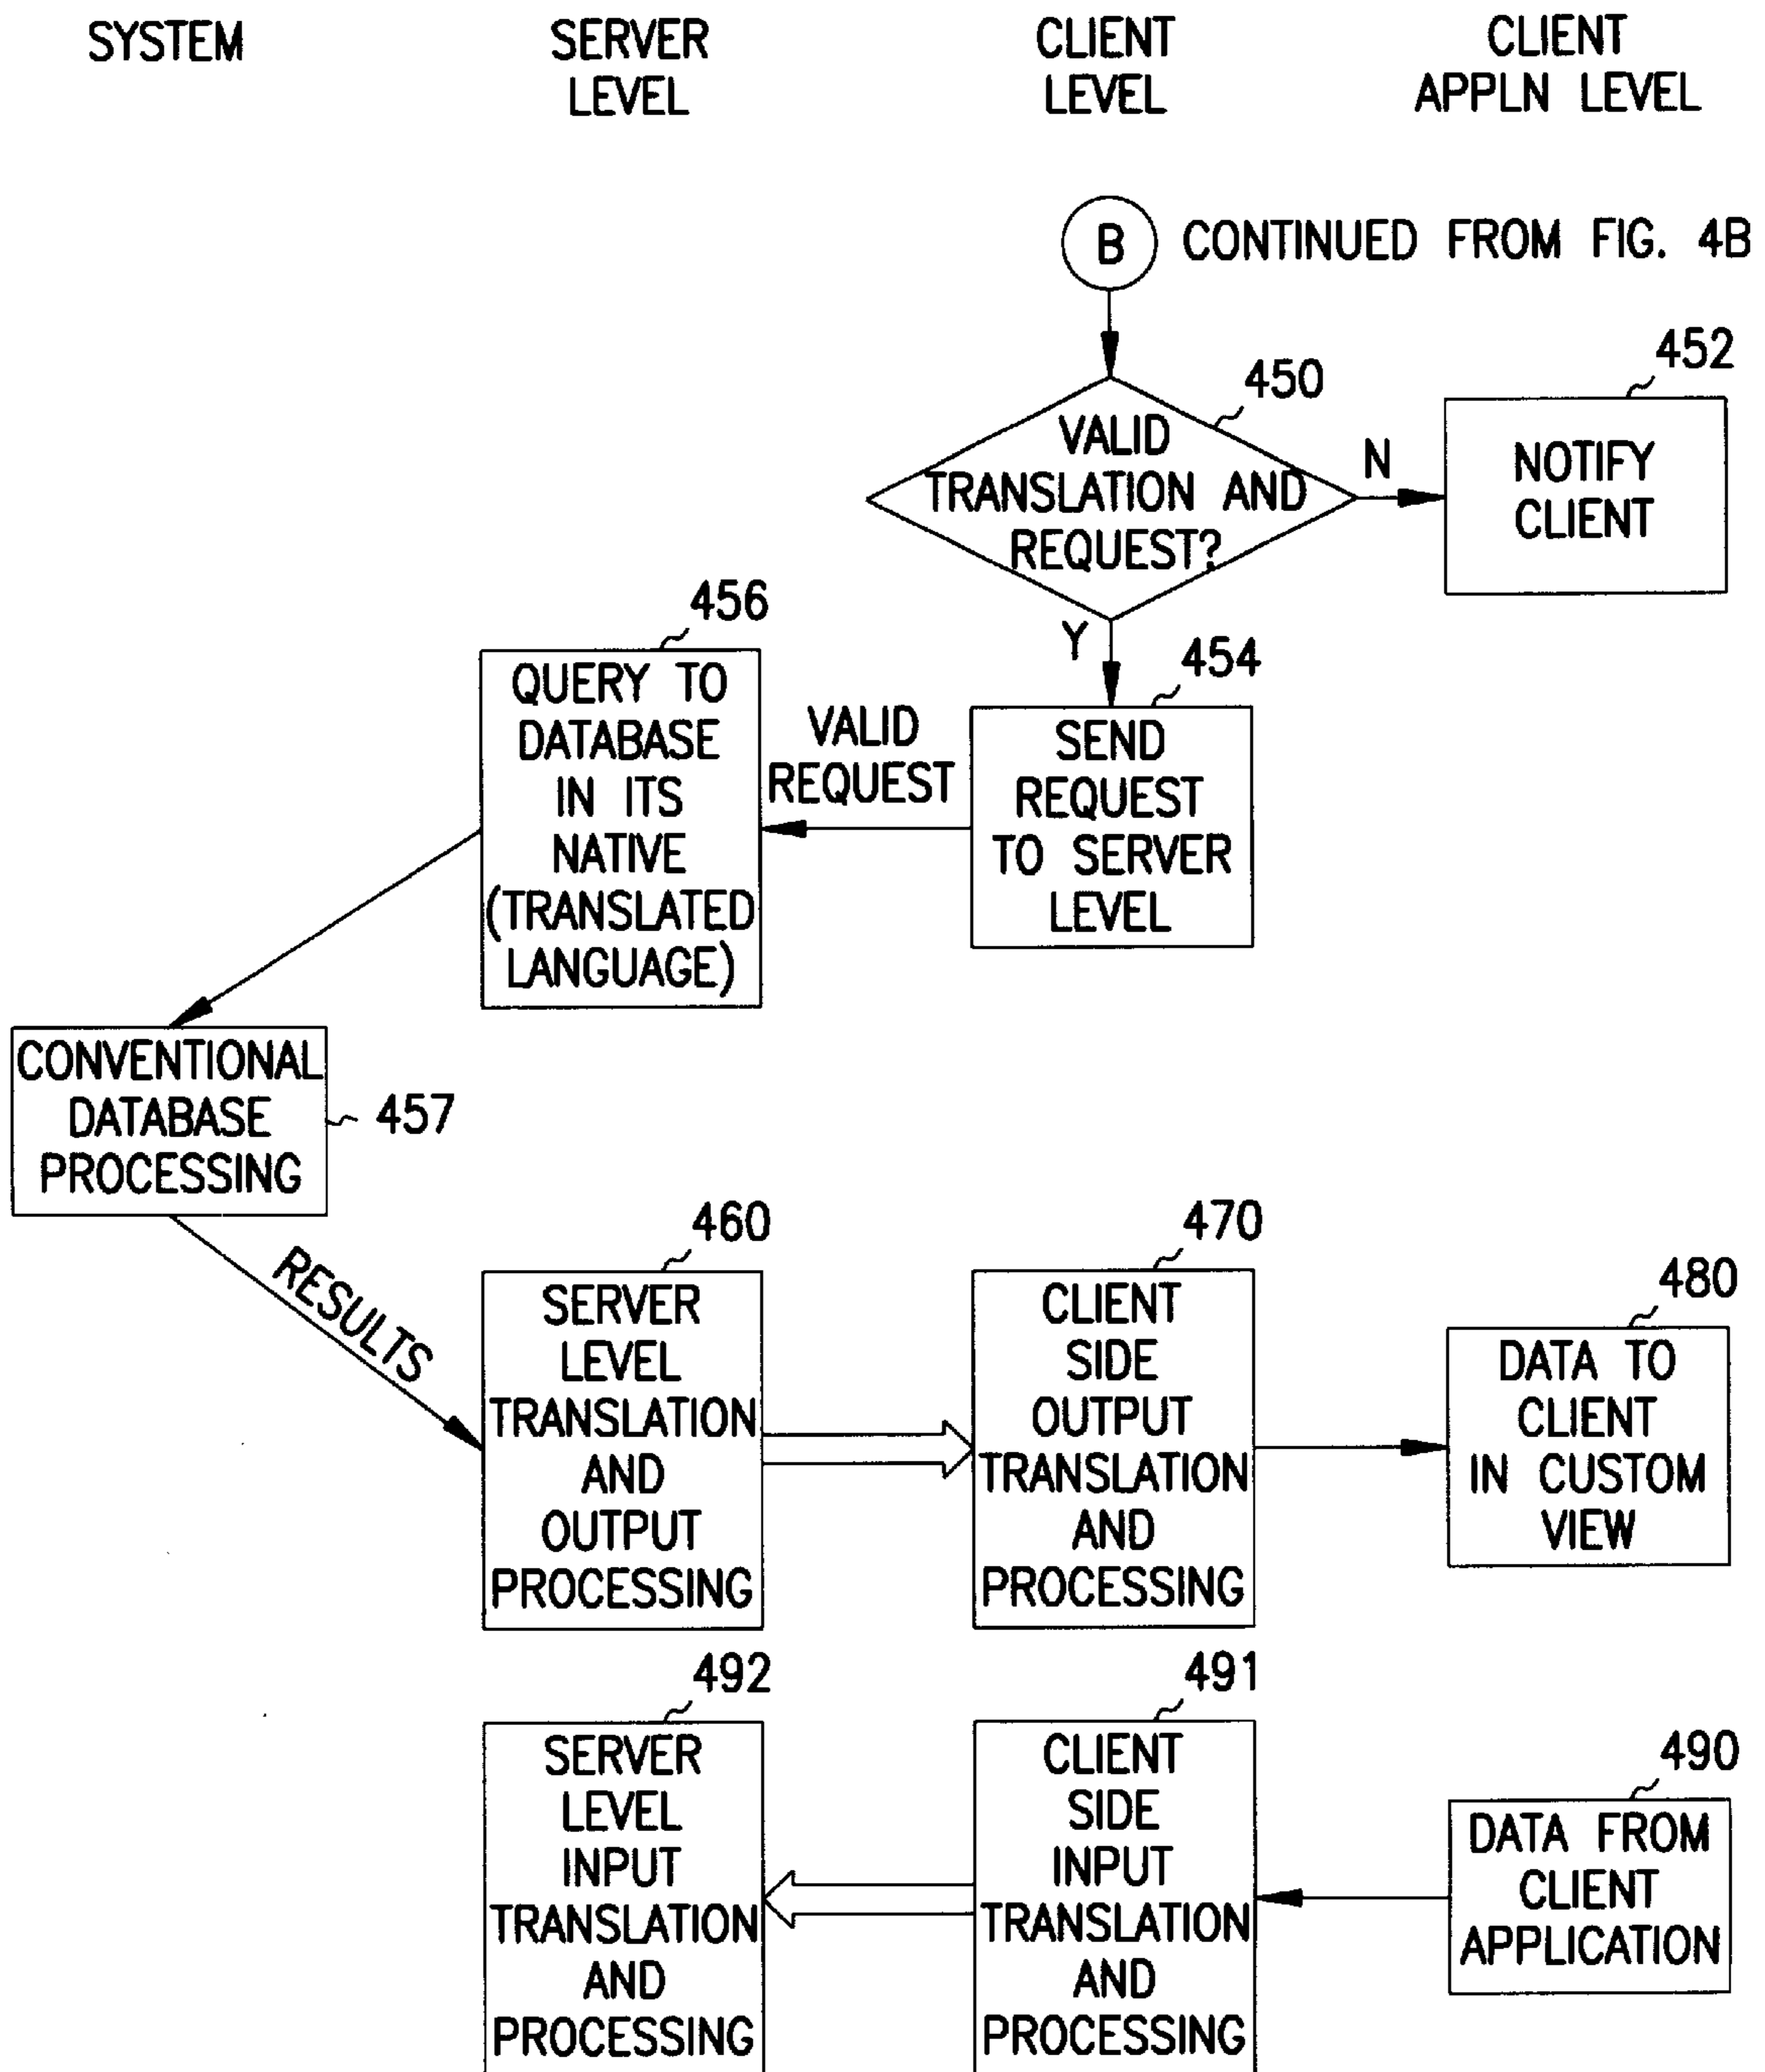 SYSTEM
SERVER
LEVEL
CLIENT
LEVEL
CLIENT
APPLN LEVEL
B
CONTINUED FROM FIG. 4B
450
VALID
TRANSLATION AND
REQUEST?
N
452
NOTIFY
CLIENT
Y
454
SEND
REQUEST
TO SERVER
LEVEL
VALID
REQUEST
456
QUERY TO
DATABASE
IN ITS
NATIVE
(TRANSLATED
LANGUAGE)
CONVENTIONAL
DATABASE
PROCESSING
457
RESULTS
460
SERVER
LEVEL
TRANSLATION
AND
OUTPUT
PROCESSING
470
CLIENT
SIDE
OUTPUT
TRANSLATION
AND
PROCESSING
480
DATA TO
CLIENT
IN CUSTOM
VIEW
492
SERVER
LEVEL
INPUT
TRANSLATION
AND
PROCESSING
491
CLIENT
SIDE
INPUT
TRANSLATION
AND
PROCESSING
490
DATA FROM
CLIENT
APPLICATION